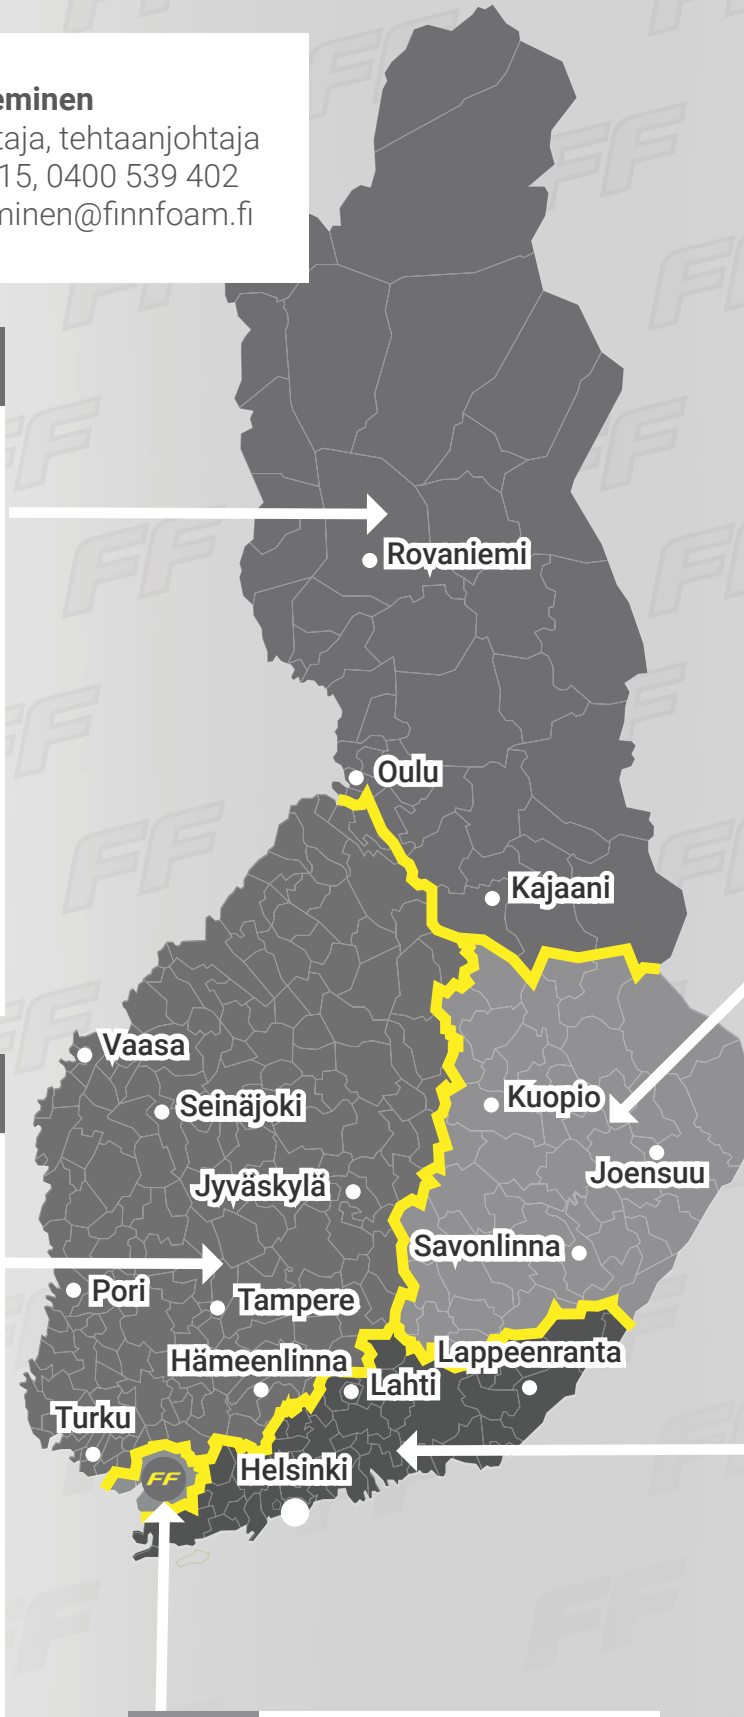 eminen
taja, tehtaanjohtaja
15, 0400 539 402
minen@finnfoam.fi
Rovaniemi
Oulu
Kajaani
Vaasa
Kuopio
Seinäjoki
Joensuu
Jyväskylä
Savonlinna
Pori
Tampere
Lappeenranta
Hämeenlinna
Lahti
Turku
Helsinki
FF